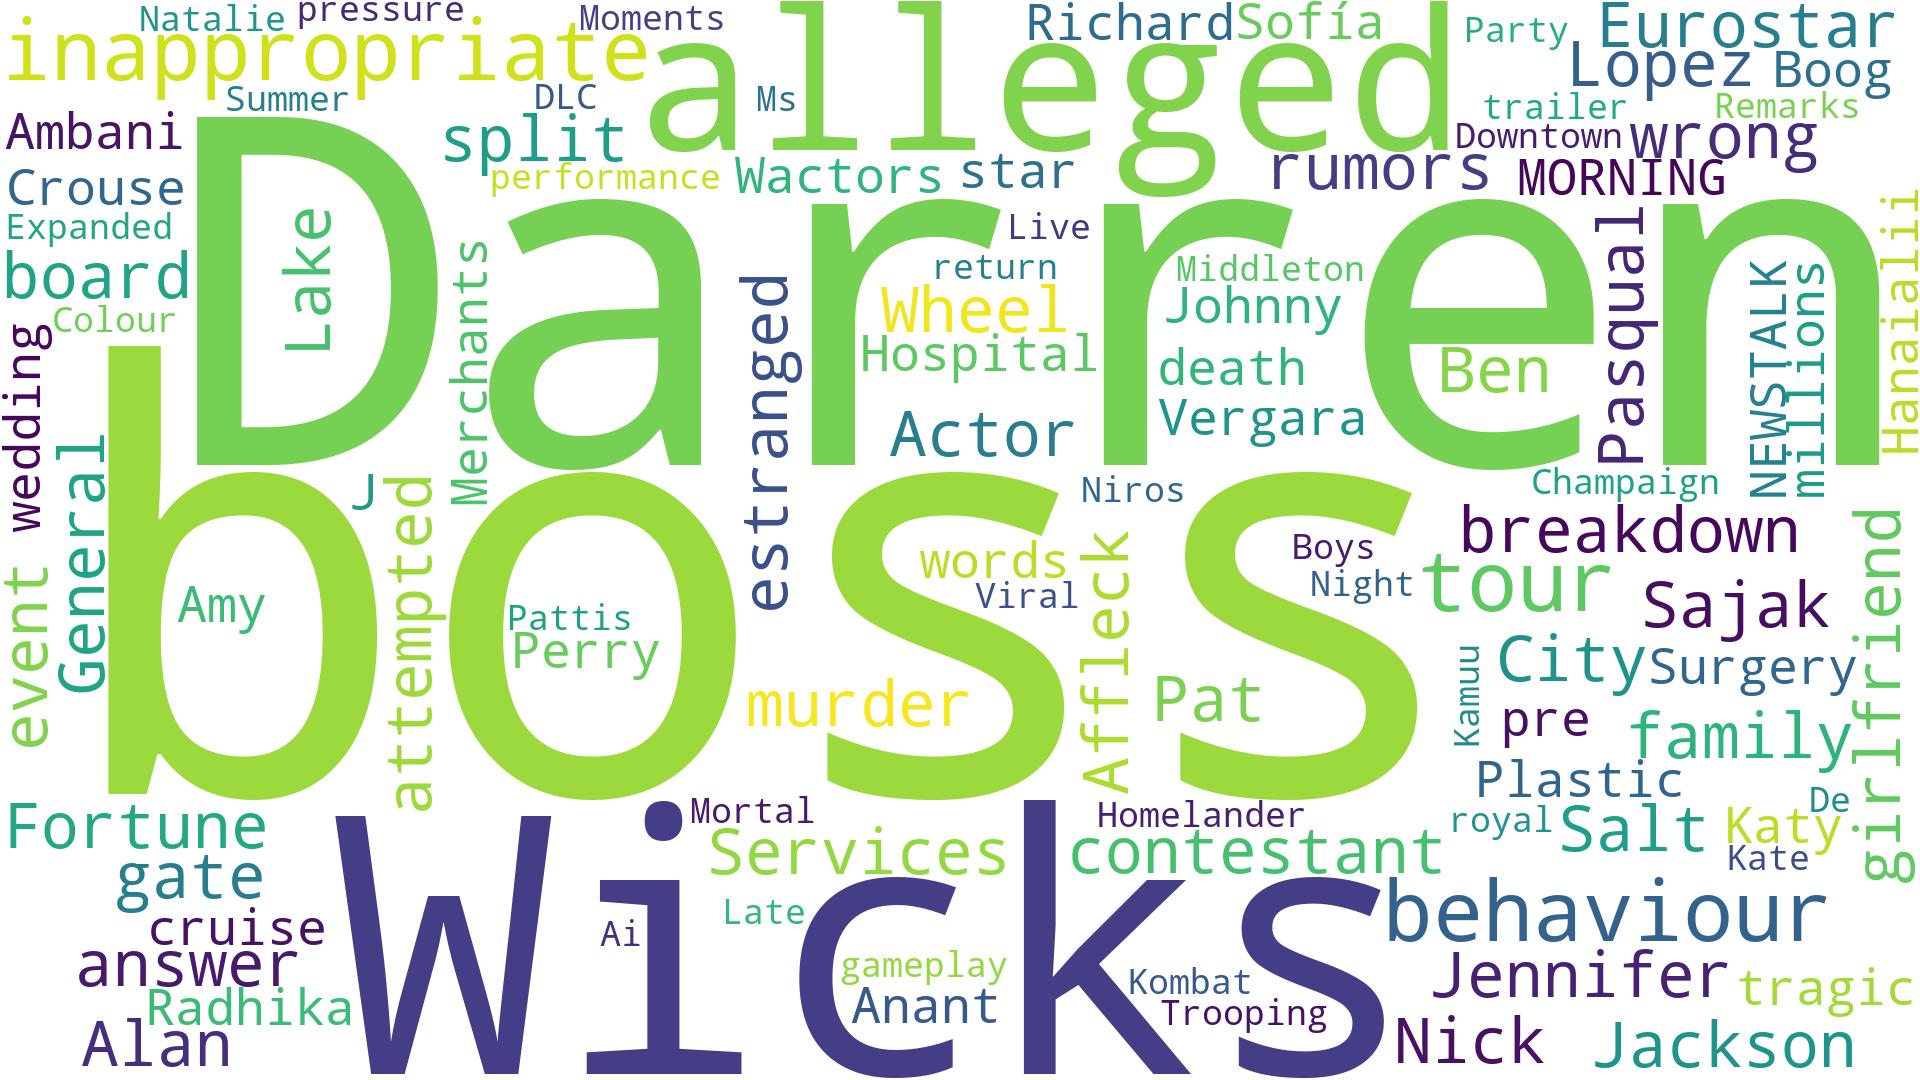 Natalie
pressure
Moments
inappropriate
alleged
Richard
Sofía
Party
Eurostar
Lopez
Boog
Summer
DLC
Ms
trailer
Remarks
Ambani
split
Downtown
wrong
performance
Wactors
star
rumors
MORNING
Crouse
Darren
Expanded
Lake
Live
board
Merchants
return
Middleton
Pasqual
Hanaialii
Colour
estranged
Wheel
Johnny
NEWSTALK
millions
wedding
Hospital
death
Ben
Actor
Vergara
General
J
attempted
Niros
Champaign
boss
words
Boys
breakdown
Viral
Affleck
Night
tour
girlfriend
event
Amy
Pattis
Perry
Sajak
City
Surgery
Kamuu
murder
Pat
pre
family
Plastic
De
Fortune
Mortal
Homelander
royal
Salt
Katy
Services
contestant
Kate
gate
Wicks
behaviour
cruise
Late
answer
Ai
gameplay
Jennifer
tragic
Radhika
Anant
Kombat
Trooping
Alan
Nick
Jackson